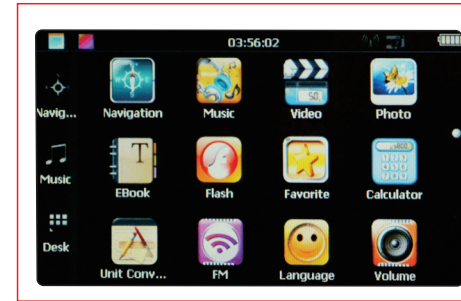 03:56:02
Navig...
Navigation
Music
Video
Photo
Music
EBook
Flash
Favorite
Calculator
Desk
Unit Conv...
FM
Language
Volume